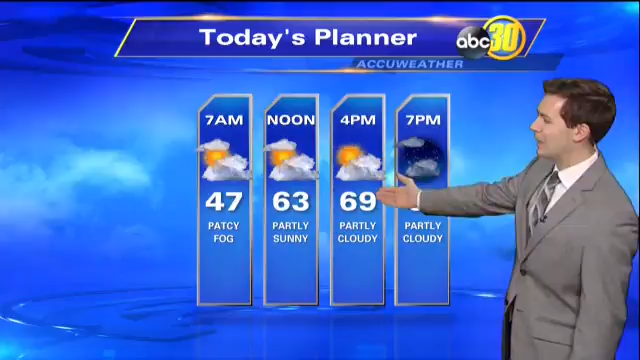 Today's Planner
abc 30
ACCUWEATHER
7AM
47
PATCY
FOG
NOON
63
PARTLY
SUNNY
4PM
69
PARTLY
CLOUDY
7PM
PARTLY
CLOUDY